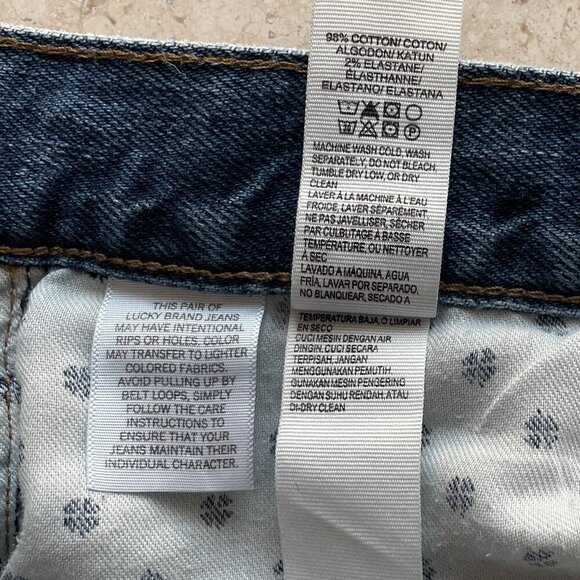 98% COTTON/ COTON/
ALGODON/ KATUN
2% ELASTANE/
ÉLASTHANNE/
ELASTANO/ ELASTANA
MACHINE WASH COLD, WASH
SEPARATELY, DO NOT BLEACH,
TUMBLE DRY LOW, OR DRY
CLEAN
LAVER À LA MACHINE À L'EAU
FROIDE, LAVER SÉPARÉMENT
NE PAS JAVELLISER, SÉCHER
PAR CULBUTAGE À BASSE
TEMPÉRATURE, OU NETTOYER
À SEC
LAVADO A MÁQUINA, AGUA
FRÍA, LAVAR POR SEPARADO,
NO BLANQUEAR, SECADO A
TEMPERATURA BAJA, O LIMPIAR
EN SECO
CUCI MESIN DENGAN AIR
DINGIN, CUCI SECARA
TERPISAH, JANGAN
MENGGUNAKAN PEMUTIH,
GUNAKAN MESIN PENGERING
DENGAN SUHU RENDAH, ATAU
DI-DRY CLEAN
THIS PAIR OF
LUCKY BRAND JEANS
MAY HAVE INTENTIONAL
RIPS OR HOLES, COLOR
MAY TRANSFER TO LIGHTER
COLORED FABRICS.
AVOID PULLING UP BY
BELT LOOPS, SIMPLY
FOLLOW THE CARE
INSTRUCTIONS TO
ENSURE THAT YOUR
JEANS MAINTAIN THEIR
INDIVIDUAL CHARACTER.